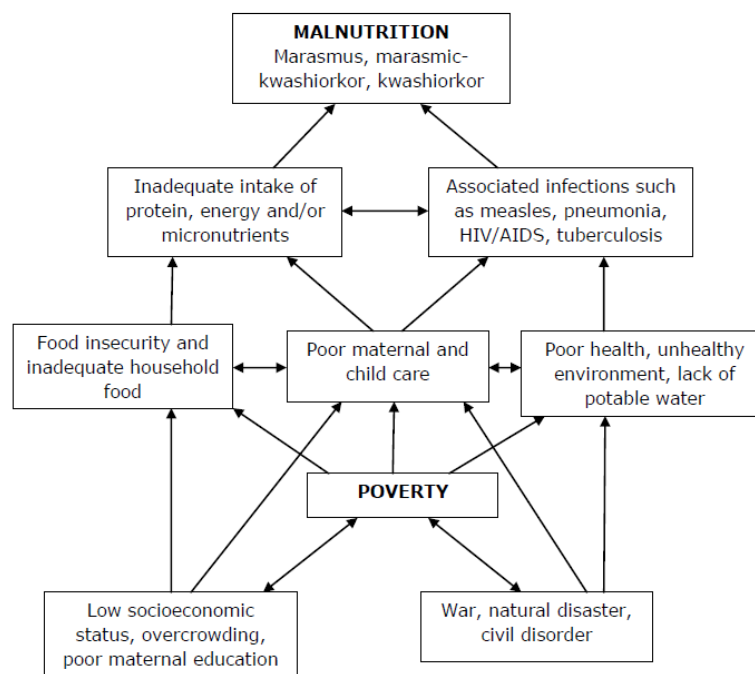 MALNUTRITION
Marasmus, marasmic-
kwashiorkor, kwashiorkor
Inadequate intake of
protein, energy and/or
micronutrients
Associated infections such
as measles, pneumonia,
HIV/AIDS, tuberculosis
Food insecurity and
inadequate household
food
Poor maternal and
child care
Poor health, unhealthy
environment, lack of
potable water
POVERTY
Low socioeconomic
status, overcrowding,
poor maternal education
War, natural disaster,
civil disorder